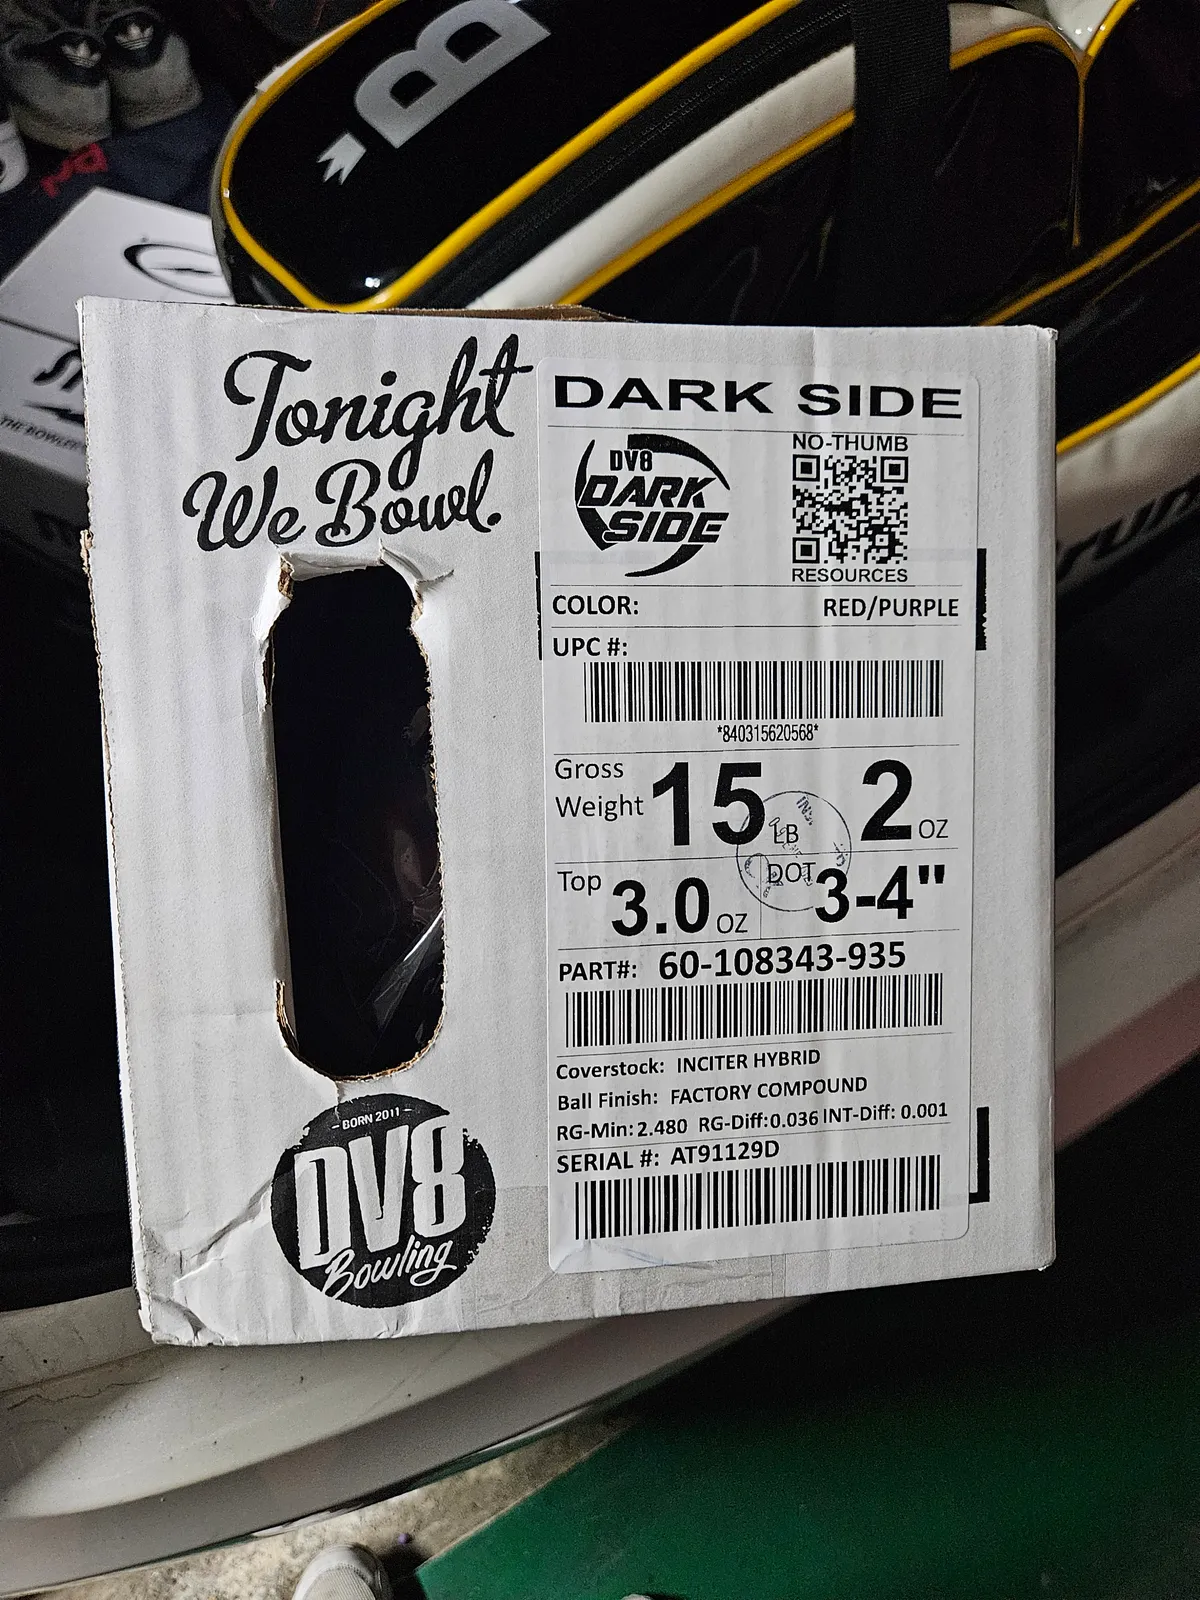 B
Tonight
We Bowl.
DARK SIDE
DV8
DARK
SIDE
NO-THUMB
RESOURCES
COLOR: RED/PURPLE
UPC #:
*840315620568*
Gross
Weight 15 LB 2 OZ
Top 3.0 OZ DOT 3-4"
PART#: 60-108343-935
Coverstock: INCITER HYBRID
Ball Finish: FACTORY COMPOUND
RG-Min: 2.480 RG-Diff:0.036 INT-Diff: 0.001
SERIAL #: AT91129D
– BORN 2011 –
DV8
Bowling